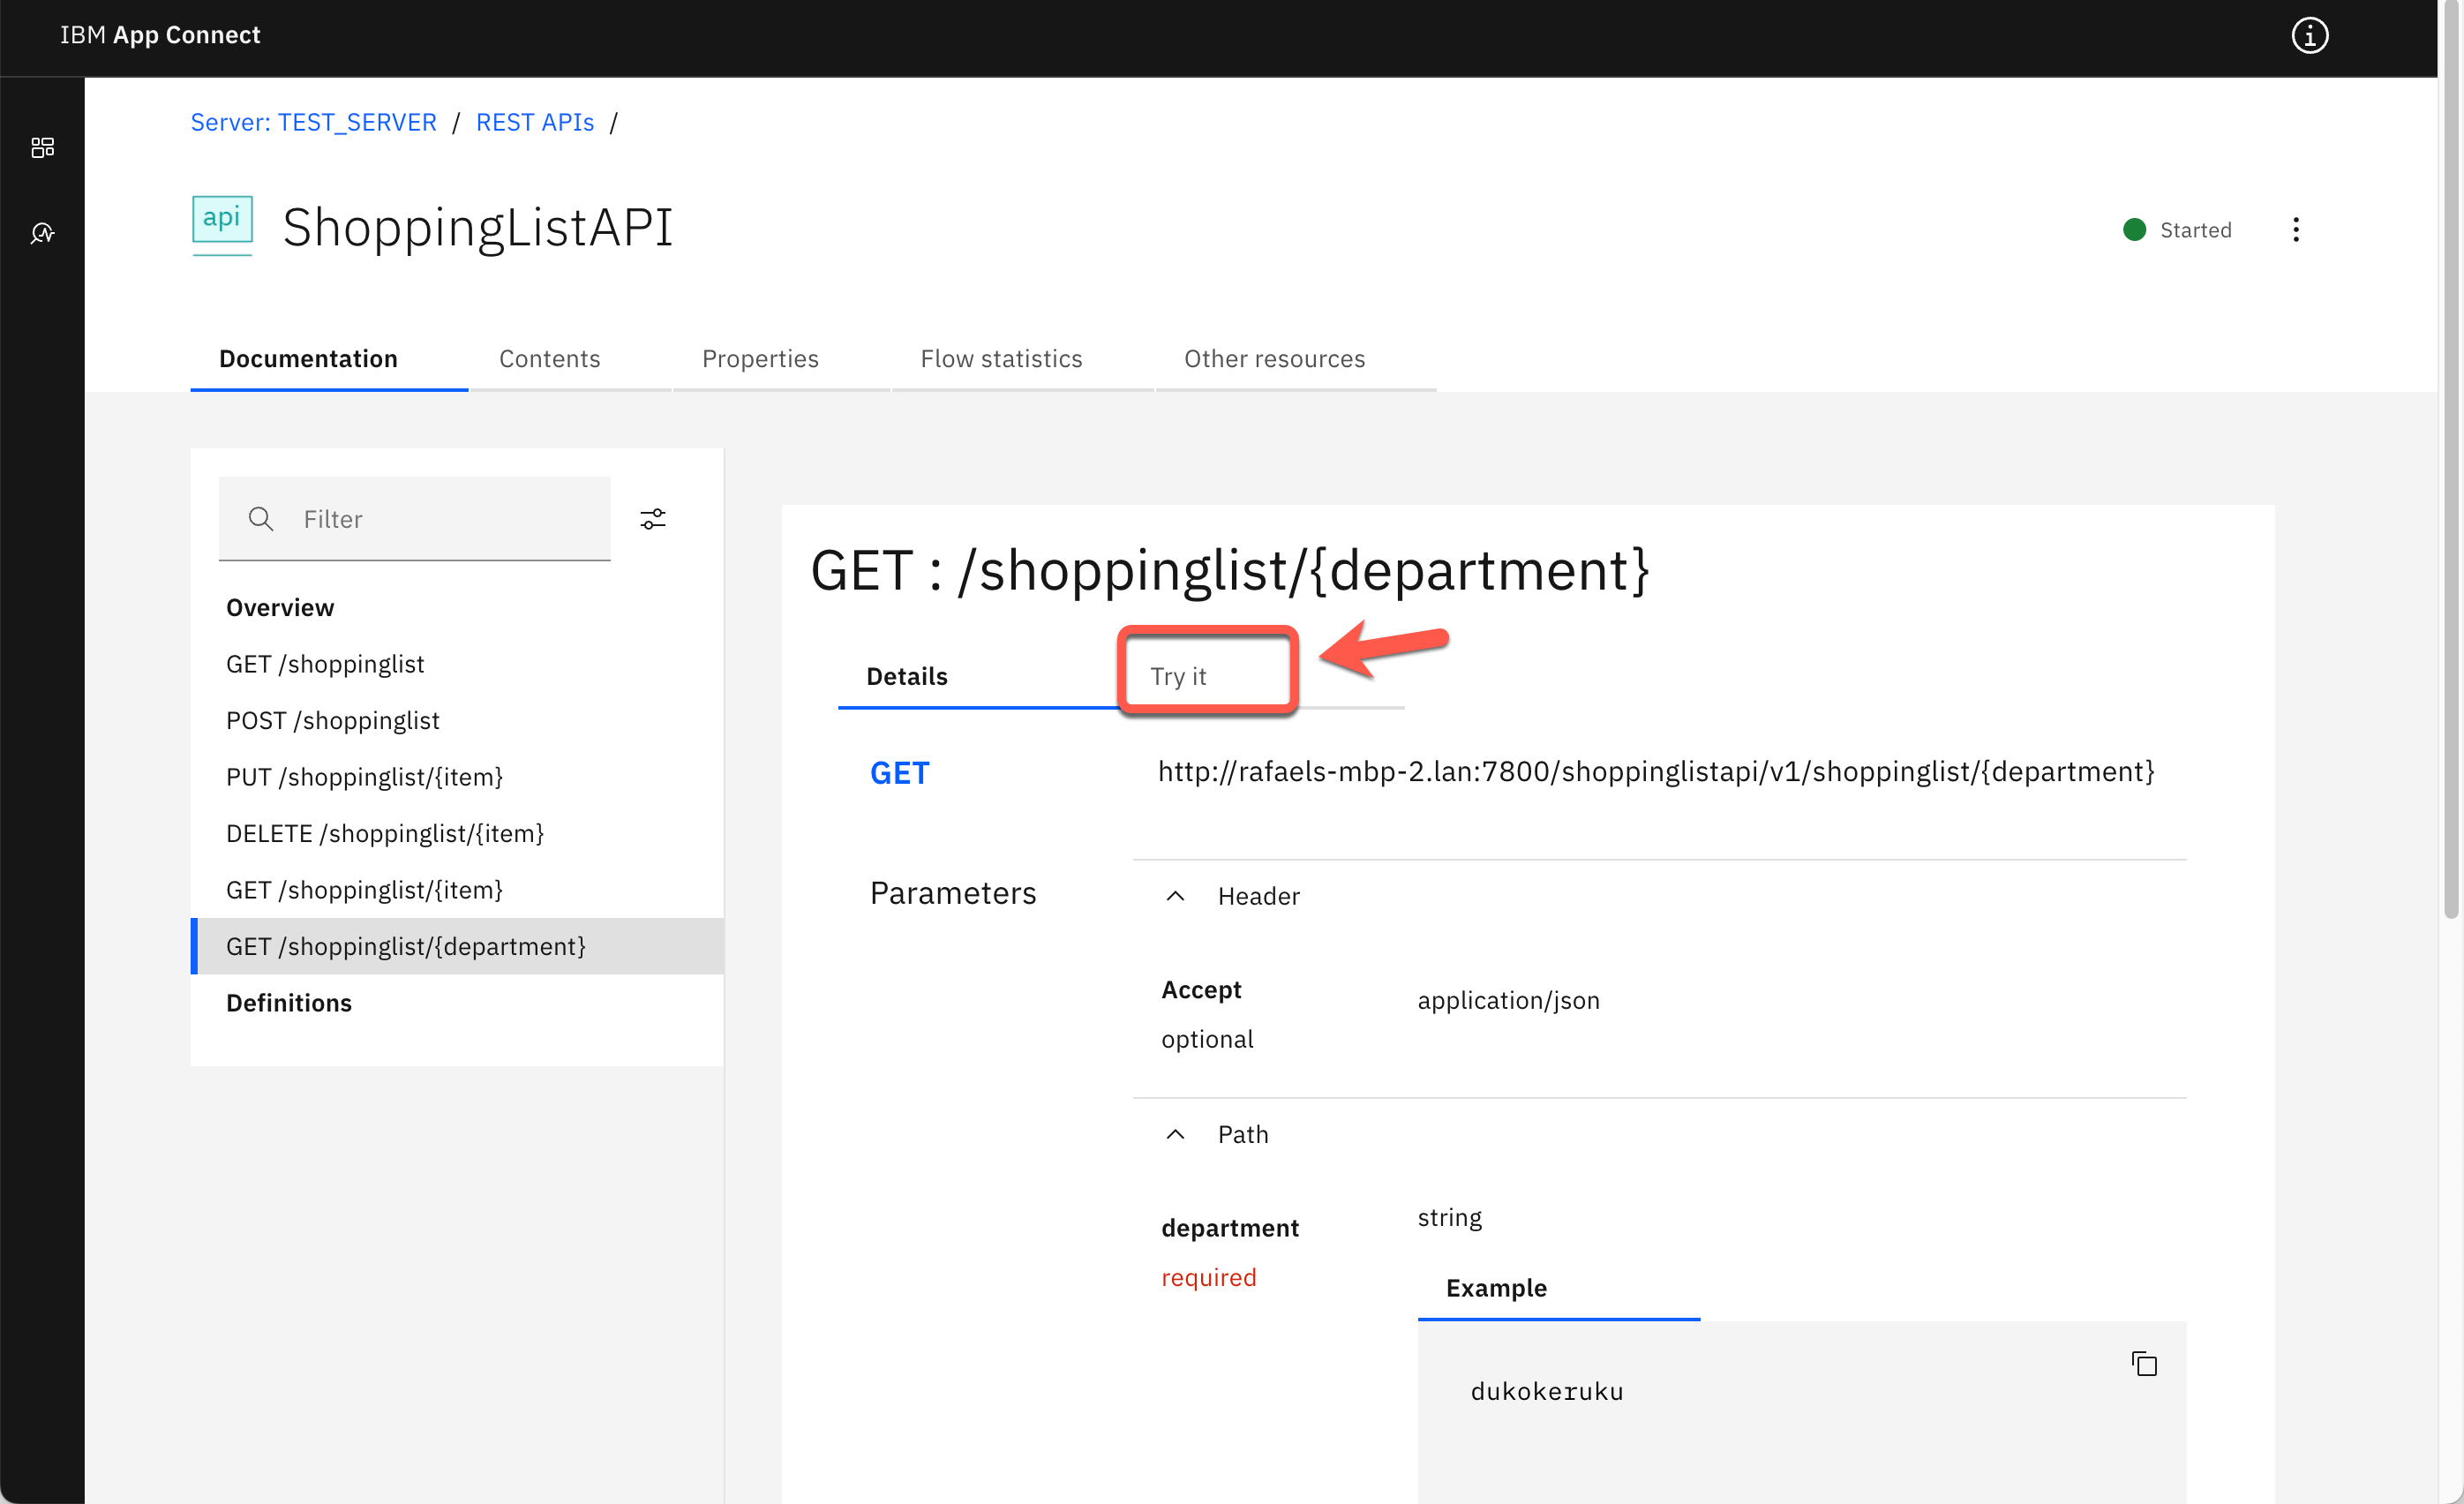 IBM App Connect
Server: TEST_SERVER / REST APIs /
api
ShoppingListAPI
Started
Documentation Contents Properties Flow statistics Other resources
Filter
Overview
GET /shoppinglist
POST /shoppinglist
PUT /shoppinglist/{item}
DELETE /shoppinglist/{item}
GET /shoppinglist/{item}
GET /shoppinglist/{department}
Definitions
GET : /shoppinglist/{department}
Details Try it
GET http://rafaels-mbp-2.lan:7800/shoppinglistapi/v1/shoppinglist/{department}
Parameters
Header
Accept
application/json
optional
Path
department
string
required
Example
dukokeruku